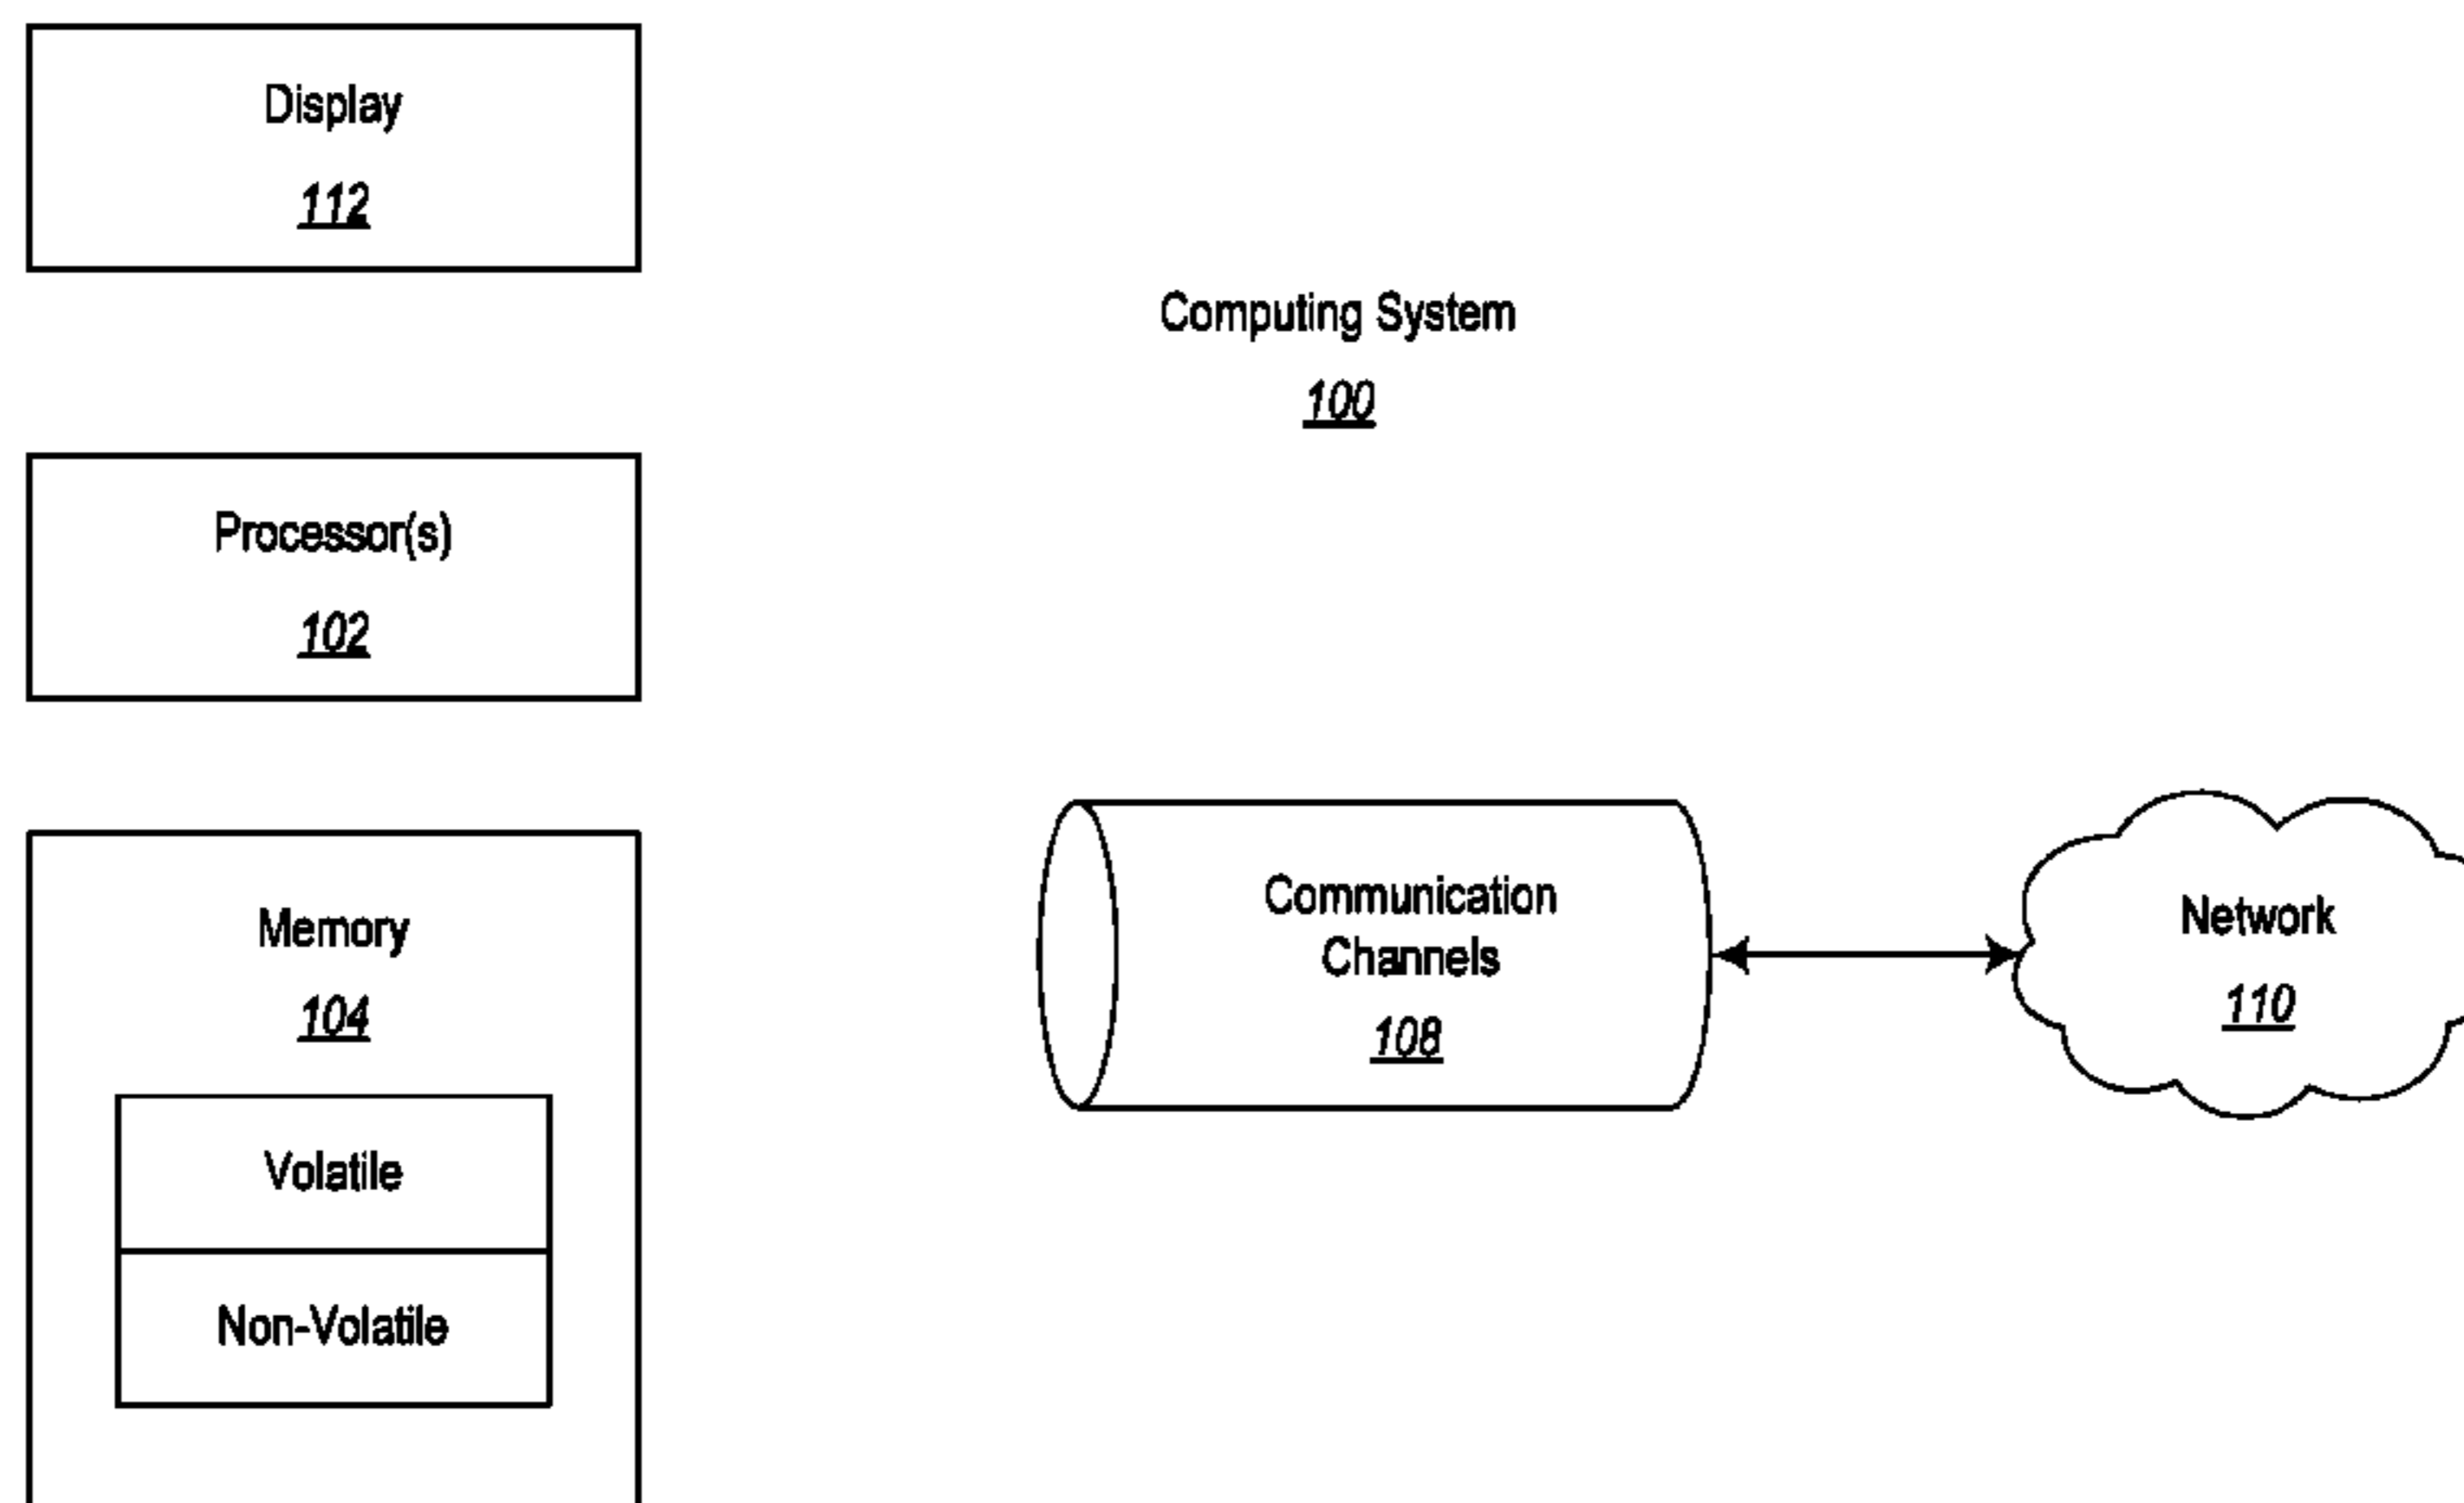 Display
112
Computing System
100
Processor(s)
102
Memory
104
Volatile
Non-Volatile
Communication
Channels
108
Network
110